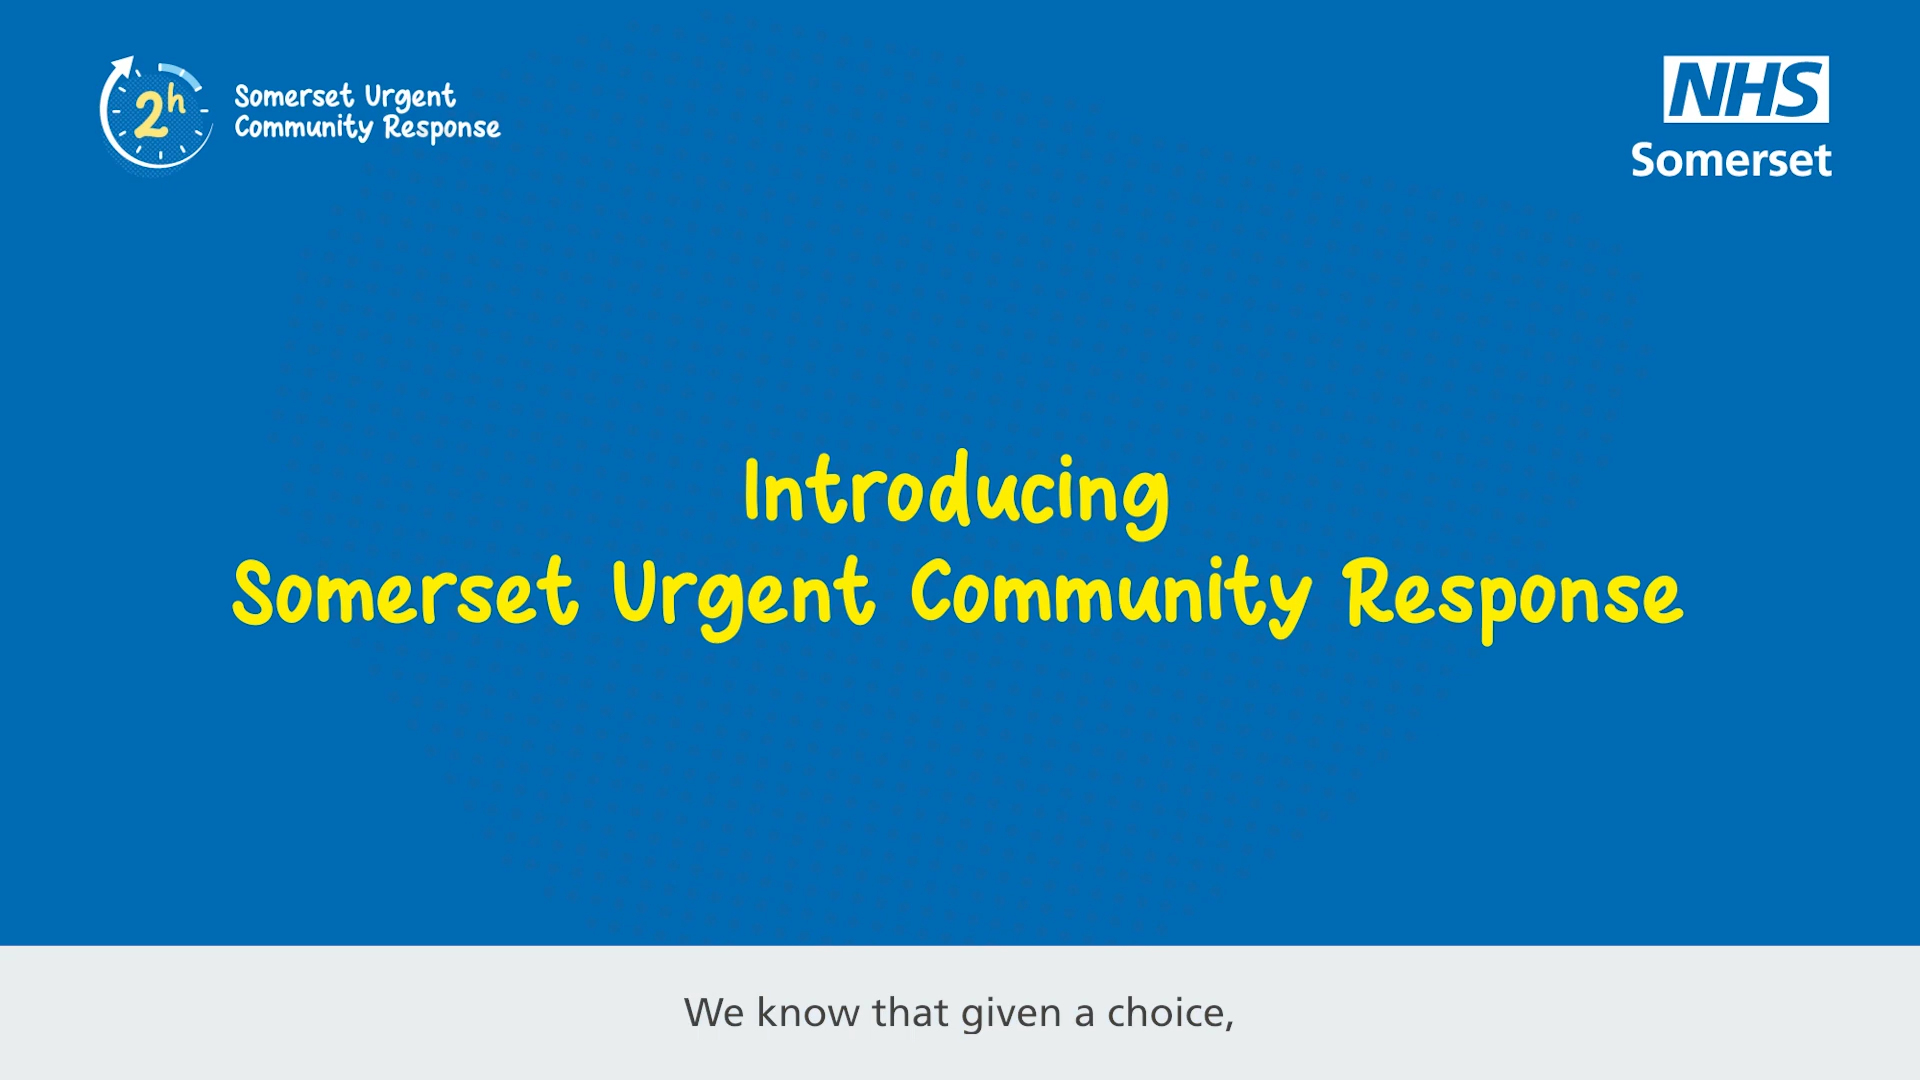 2h
Somerset Urgent
Community Response
NHS
Somerset
Introducing
Somerset Urgent Community Response
We know that given a choice,